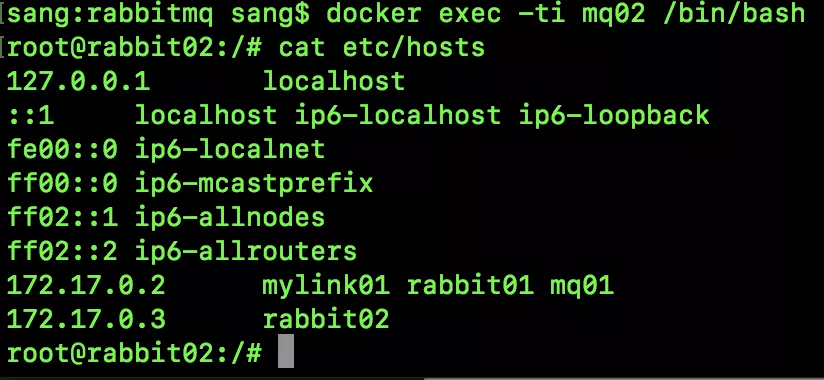 sang:rabbitmq sang$ docker exec -ti mq02 /bin/bash
root@rabbit02:/# cat etc/hosts
127.0.0.1 localhost
::1 localhost ip6-localhost ip6-loopback
fe00::0 ip6-localnet
ff00::0 ip6-mcastprefix
ff02::1 ip6-allnodes
ff02::2 ip6-allrouters
172.17.0.2 mylink01 rabbit01 mq01
172.17.0.3 rabbit02
root@rabbit02:/#